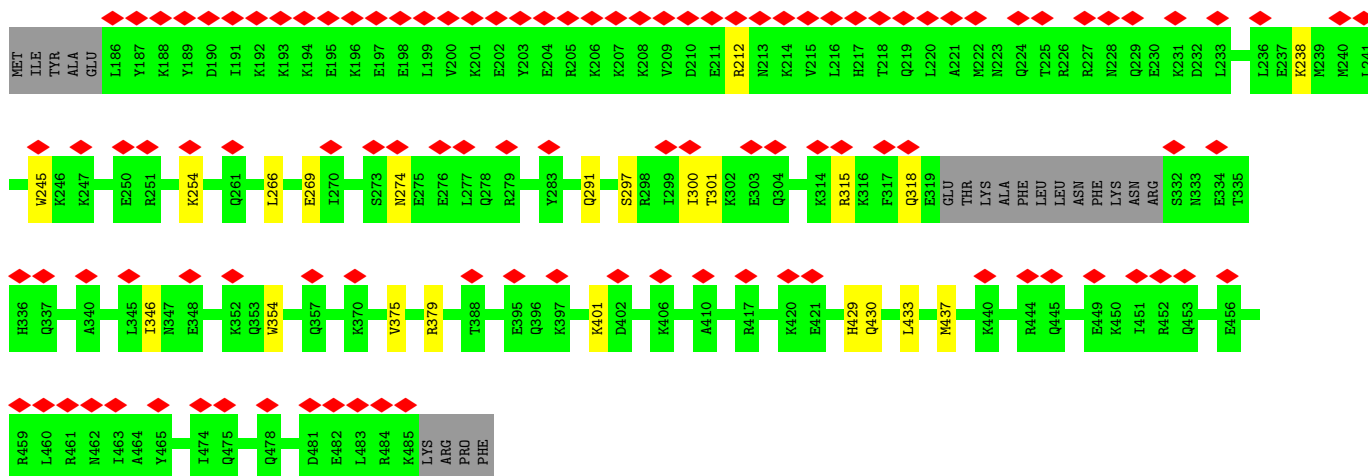 MET ILE TYR ALA GLU L186 Y187 K188 Y189 D190 I191 K192 K193 K194 E195 K196 E197 E198 L199 V200 K201 E202 Y203 E204 R205 K206 K207 K208 V209 D210 E211 R212 N213 K214 V215 L216 H217 T218 Q219 L220 A221 M222 N223 Q224 T225 R226 R227 N228 Q229 E230 K231 D232 L233 L236 E237 K238 M239 M240 L241
W245 K246 K247 E250 R251 K254 Q261 L266 E269 I270 S273 N274 E275 E276 L277 Q278 R279 Y283 Q291 S297 R298 I299 I300 T301 K302 E303 Q304 K314 R315 K316 F317 Q318 E319 GLU THR LYS ALA PHE LEU LEU ASN PHE LYS ASN ARG S332 N333 E334 T335
H336 Q337 A340 L345 I346 N347 E348 K352 Q353 W354 Q357 K370 V375 R379 T388 E395 Q396 K397 K401 D402 K406 A410 R417 K420 E421 H429 Q430 L433 M437 K440 R444 Q445 E449 K450 I451 R452 Q453 E456
R459 L460 R461 N462 I463 A464 Y465 I474 Q475 Q478 D481 E482 L483 R484 K485 LYS ARG PRO PHE